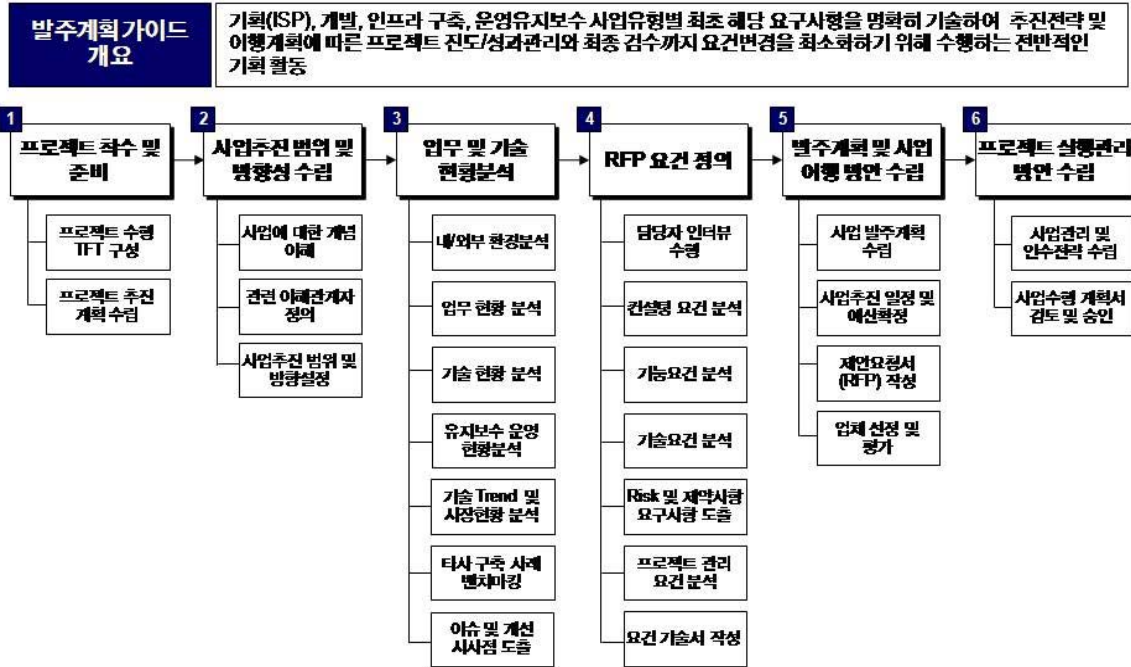 발주계획가이드
개요
기획(ISP), 개발, 인프라 구축, 운영유지보수 사업유형별 최초 해당 요구사항을 명확히 기술하여 추진전략 및
이행계획에 따른 프로젝트 진도/성과관리와 최종 검수까지 요건변경을 최소화하기 위해 수행하는 전반적인
기획 활동
1
프로젝트 착수 및
준비
프로젝트 수행
TFT 구성
프로젝트 추진
계획 수립
2
사업추진 범위 및
방향성 수립
사업에 대한 개념
이해
관련 이해관계자
정의
사업추진 범위 및
방향설정
3
업무 및 기술
현황분석
내/외부 환경분석
업무 현황 분석
기술 현황 분석
유지보수 운영
현황분석
기술 Trend 및
시장현황 분석
타사 구축 사례
벤치마킹
이슈 및 개선
시사점 도출
4
RFP 요건 정의
담당자 인터뷰
수행
컨설팅 요건 분석
기능요건 분석
기술요건 분석
Risk 및 제약사항
요구사항 도출
프로젝트 관리
요건 분석
요건 기술서 작성
5
발주계획 및 사업
이행 방안 수립
사업 발주계획
수립
사업추진 일정 및
예산확정
제안요청서
(RFP) 작성
업체 선정 및
평가
6
프로젝트 실행관리
방안 수립
사업관리 및
인수전략 수립
사업수행 계획서
검토 및 승인